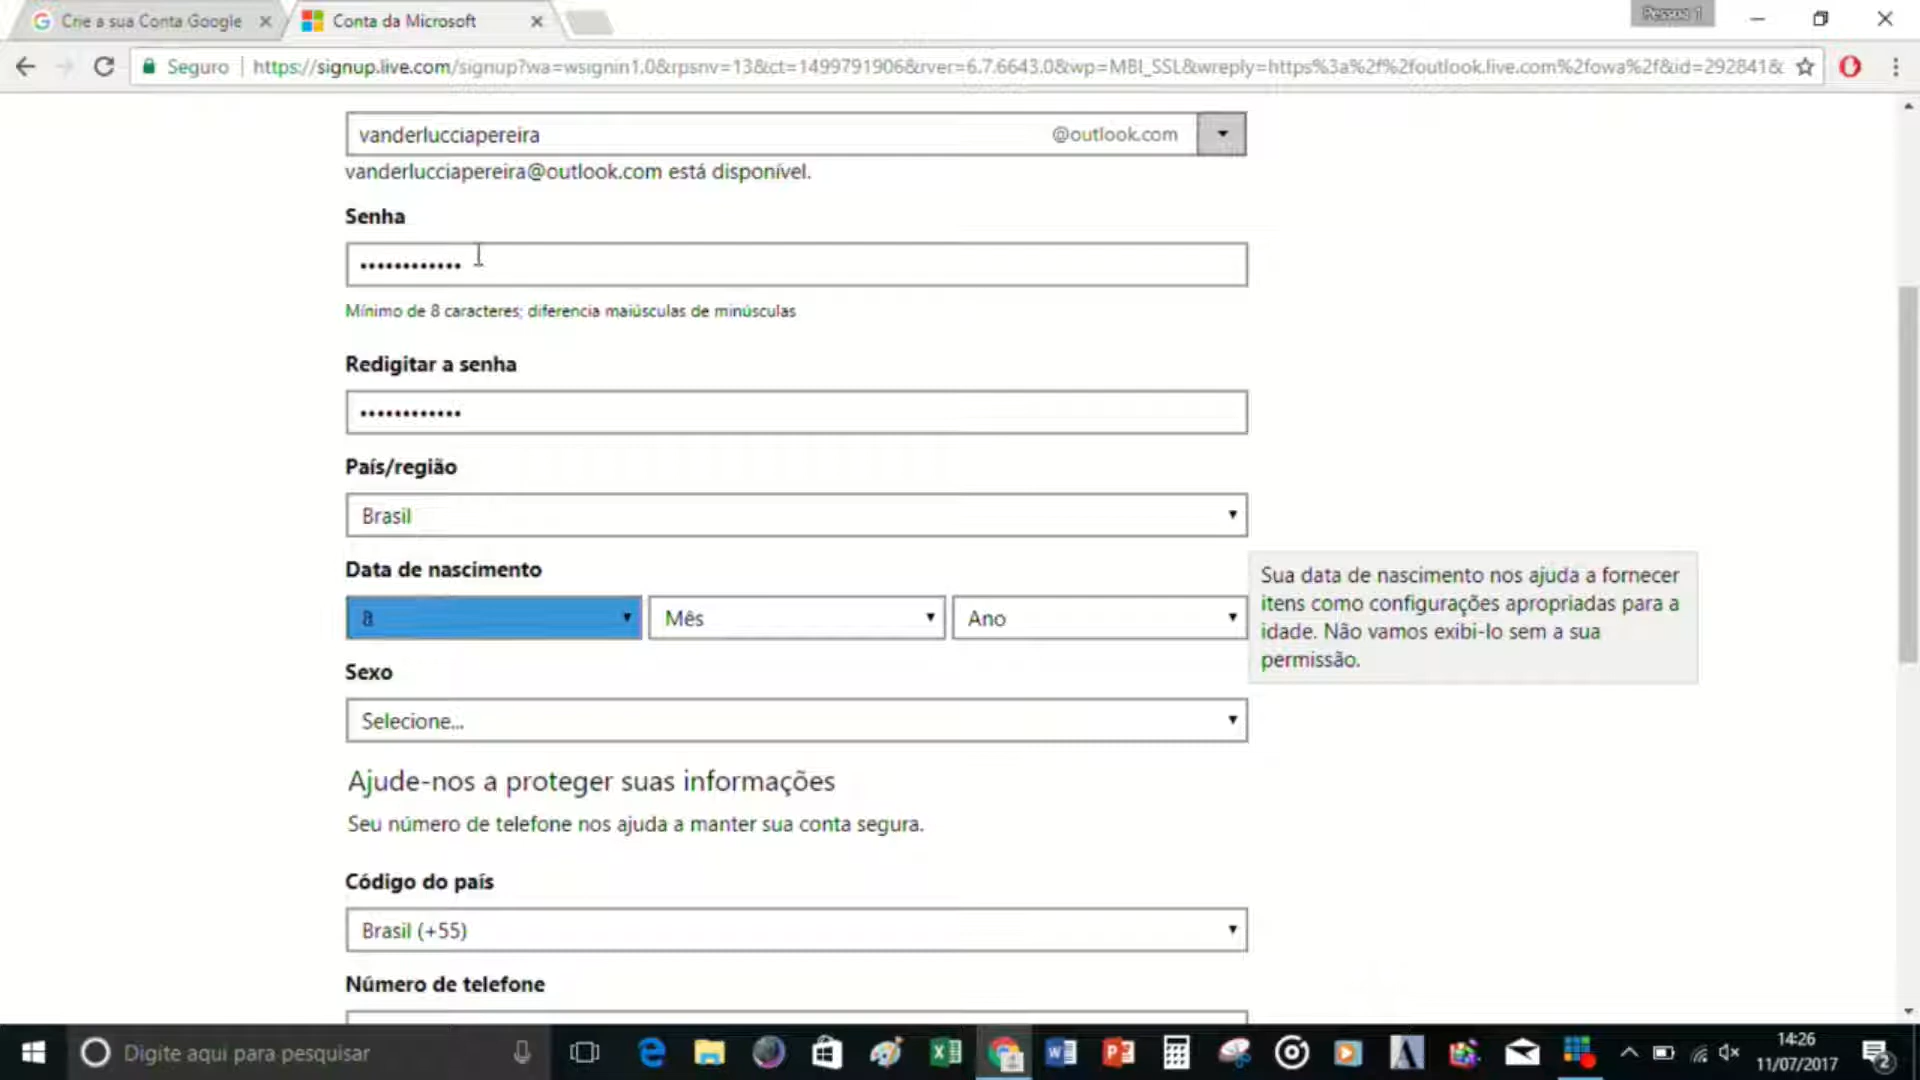 Crie a sua Conta Google
Conta da Microsoft
Pessoa 1
Seguro
https://signup.live.com/signup?wa=wsignin1.0&rpsnv=13&ct=1499791906&rver=6.7.6643.0&wp=MBI_SSL&wreply=https%3a%2f%2foutlook.live.com%2fowa%2f&id=292841&
vanderlucciapereira @outlook.com
vanderlucciapereira@outlook.com está disponível.
Senha
••••••••••••
Mínimo de 8 caracteres; diferencia maiúsculas de minúsculas
Redigitar a senha
••••••••••••
País/região
Brasil
Data de nascimento
8 Mês Ano
Sua data de nascimento nos ajuda a fornecer
itens como configurações apropriadas para a
idade. Não vamos exibi-lo sem a sua
permissão.
Sexo
Selecione...
Ajude-nos a proteger suas informações
Seu número de telefone nos ajuda a manter sua conta segura.
Código do país
Brasil (+55)
Número de telefone
Digite aqui para pesquisar
14:26
11/07/2017
2